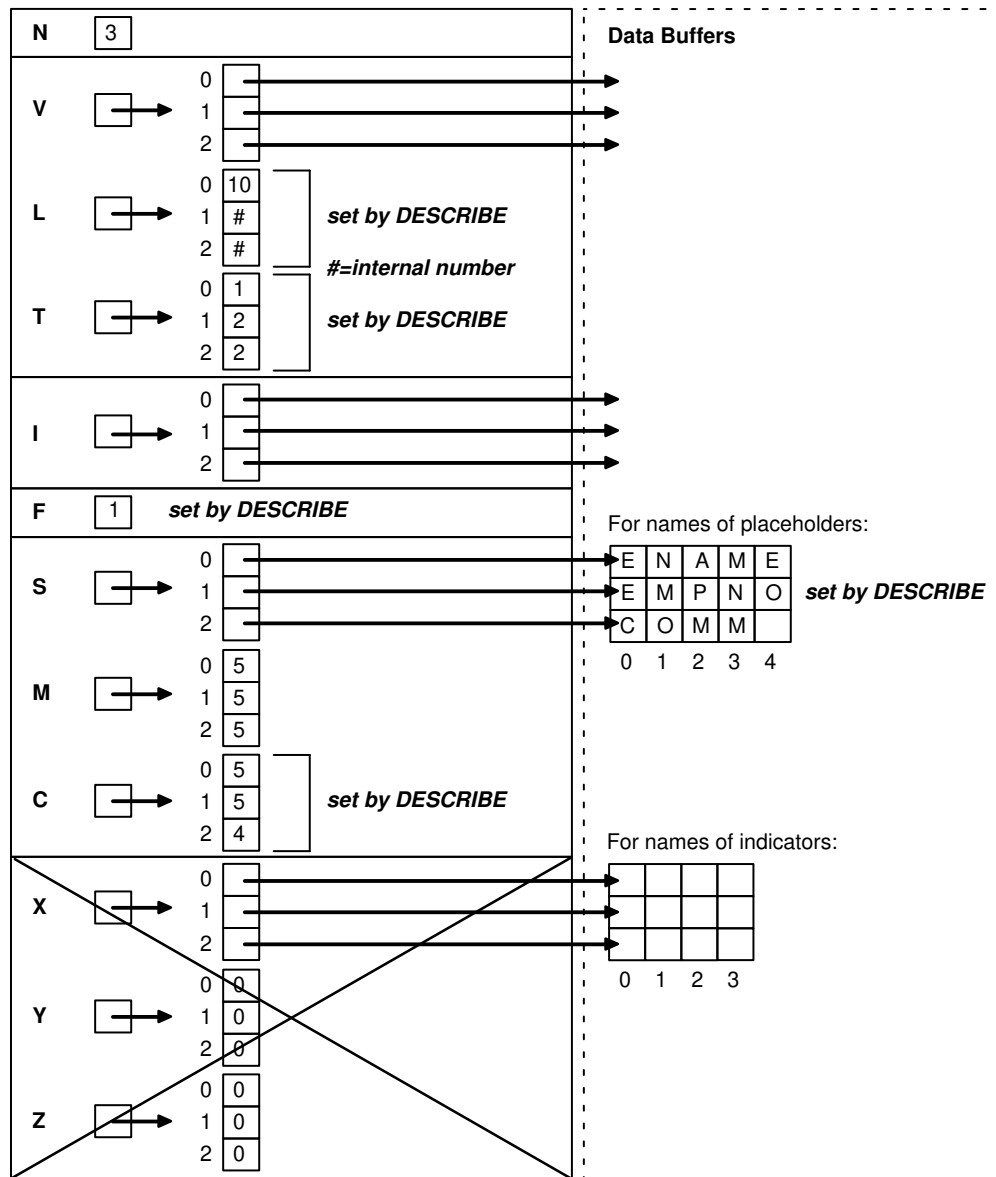 N 3
Data Buffers
V
0
1
2
L
0 10
1 # set by DESCRIBE
2 #
#=internal number
T
0 1
1 2 set by DESCRIBE
2 2
I
0
1
2
F 1 set by DESCRIBE
For names of placeholders:
S
0 E N A M E
1 E M P N O set by DESCRIBE
2 C O M M
0 1 2 3 4
M
0 5
1 5
2 5
C
0 5
1 5 set by DESCRIBE
2 4
For names of indicators:
X
0
1
2
0 1 2 3
Y
0 0
1 0
2 0
Z
0 0
1 0
2 0